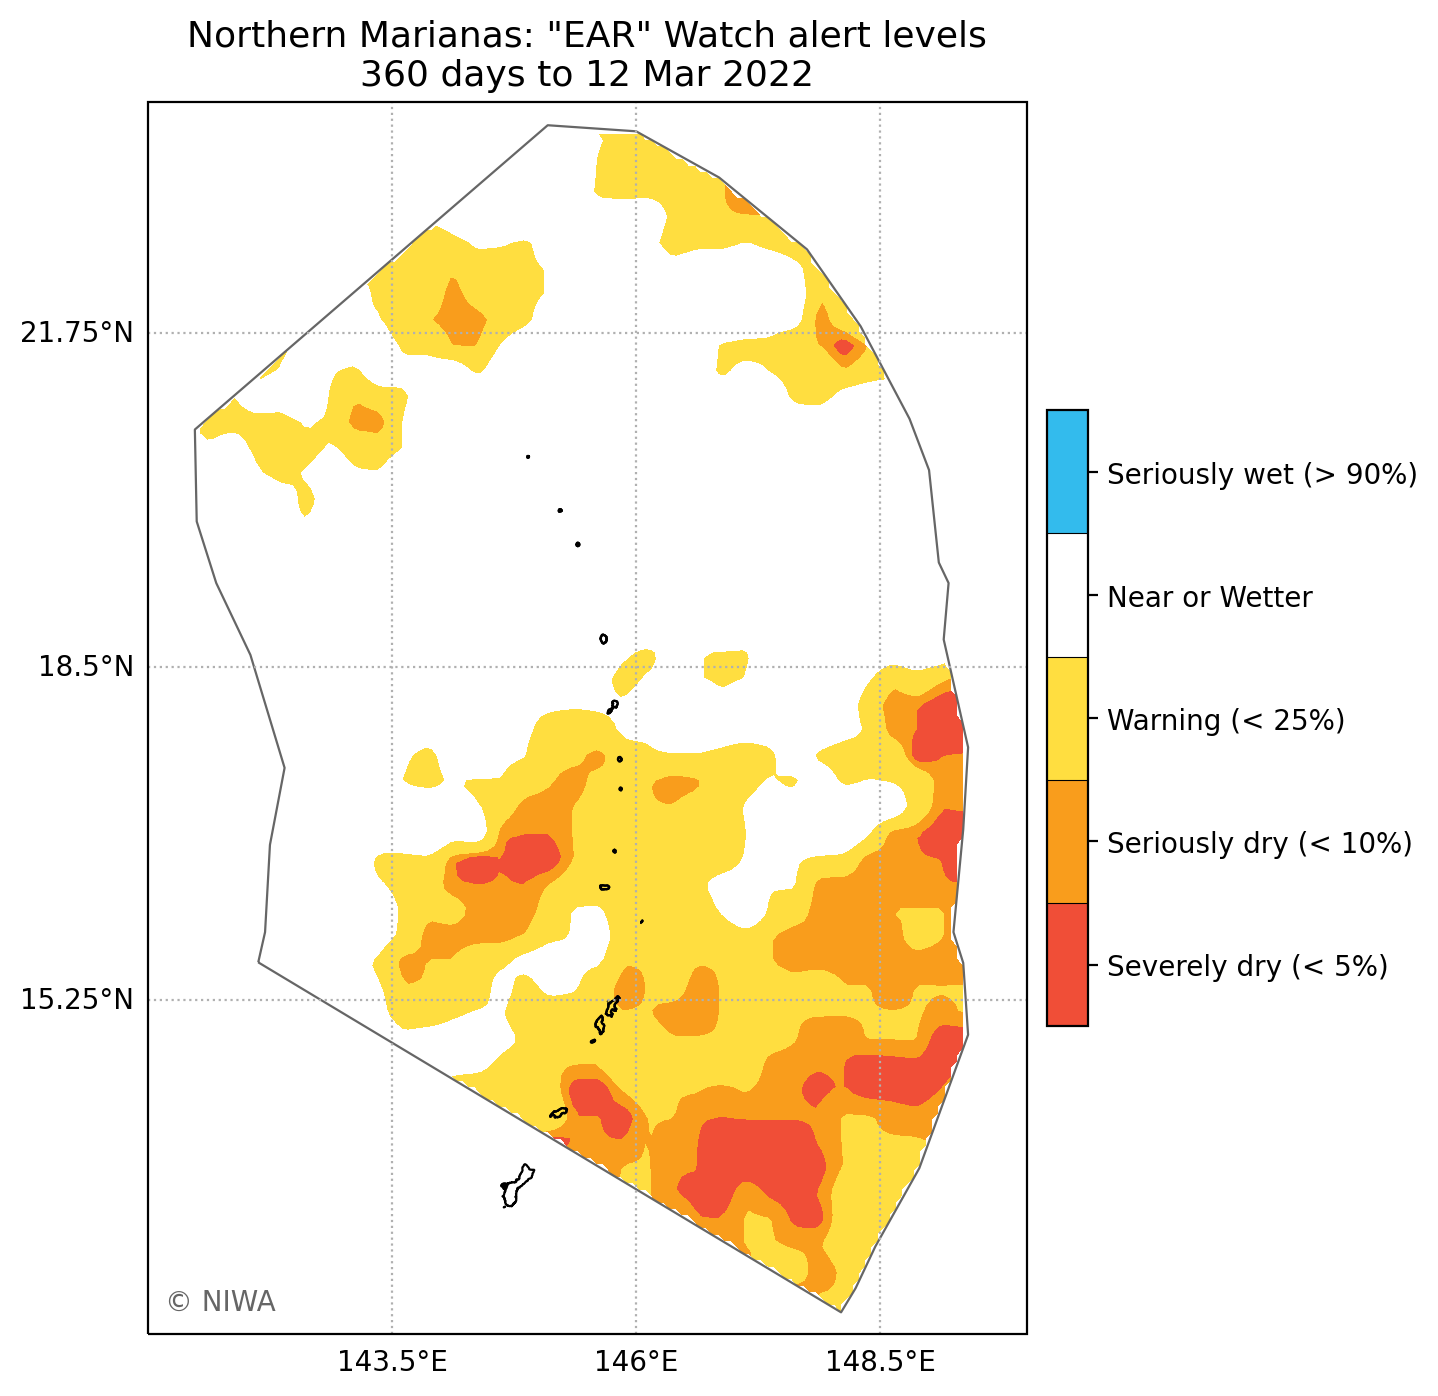 Northern Marianas: "EAR" Watch alert levels
360 days to 12 Mar 2022
21.75°N
18.5°N
15.25°N
143.5°E
146°E
148.5°E
Seriously wet (> 90%)
Near or Wetter
Warning (< 25%)
Seriously dry (< 10%)
Severely dry (< 5%)
© NIWA